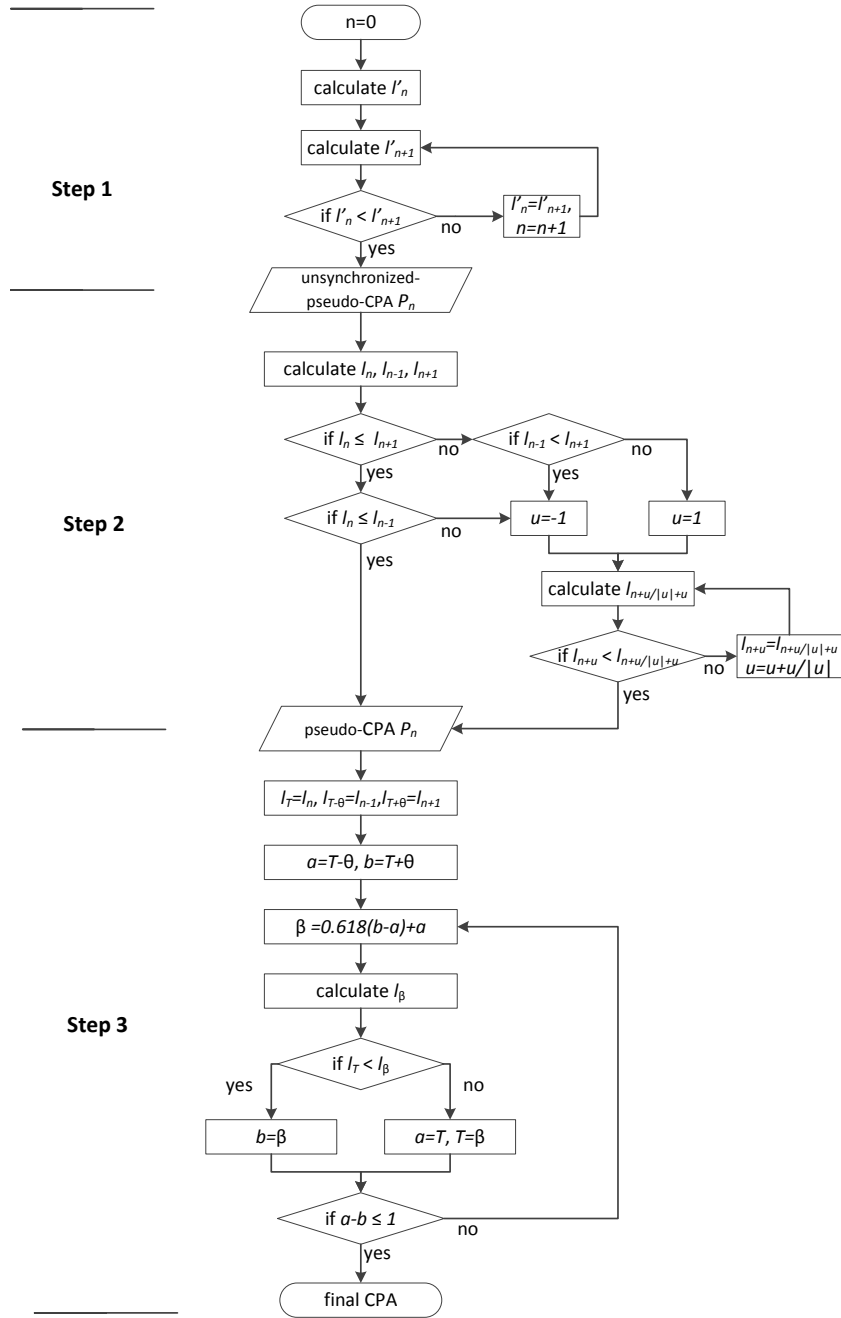 n=0
calculate l'n
calculate l'n+1
Step 1
if l'n < l'n+1
no
l'n=l'n+1,
n=n+1
yes
unsynchronized-
pseudo-CPA Pn
calculate ln, ln-1, ln+1
if ln ≤ ln+1
no
if ln-1 < ln+1
no
yes
yes
Step 2
if ln ≤ ln-1
no
u=-1
u=1
yes
calculate ln+u/|u|+u
if ln+u < ln+u/|u|+u
no
ln+u=ln+u/|u|+u
u=u+u/|u|
yes
pseudo-CPA Pn
lT=ln, lT-θ=ln-1,lT+θ=ln+1
a=T-θ, b=T+θ
β =0.618(b-a)+a
calculate lβ
Step 3
if lT < lβ
yes
no
b=β
a=T, T=β
if a-b ≤ 1
no
yes
final CPA